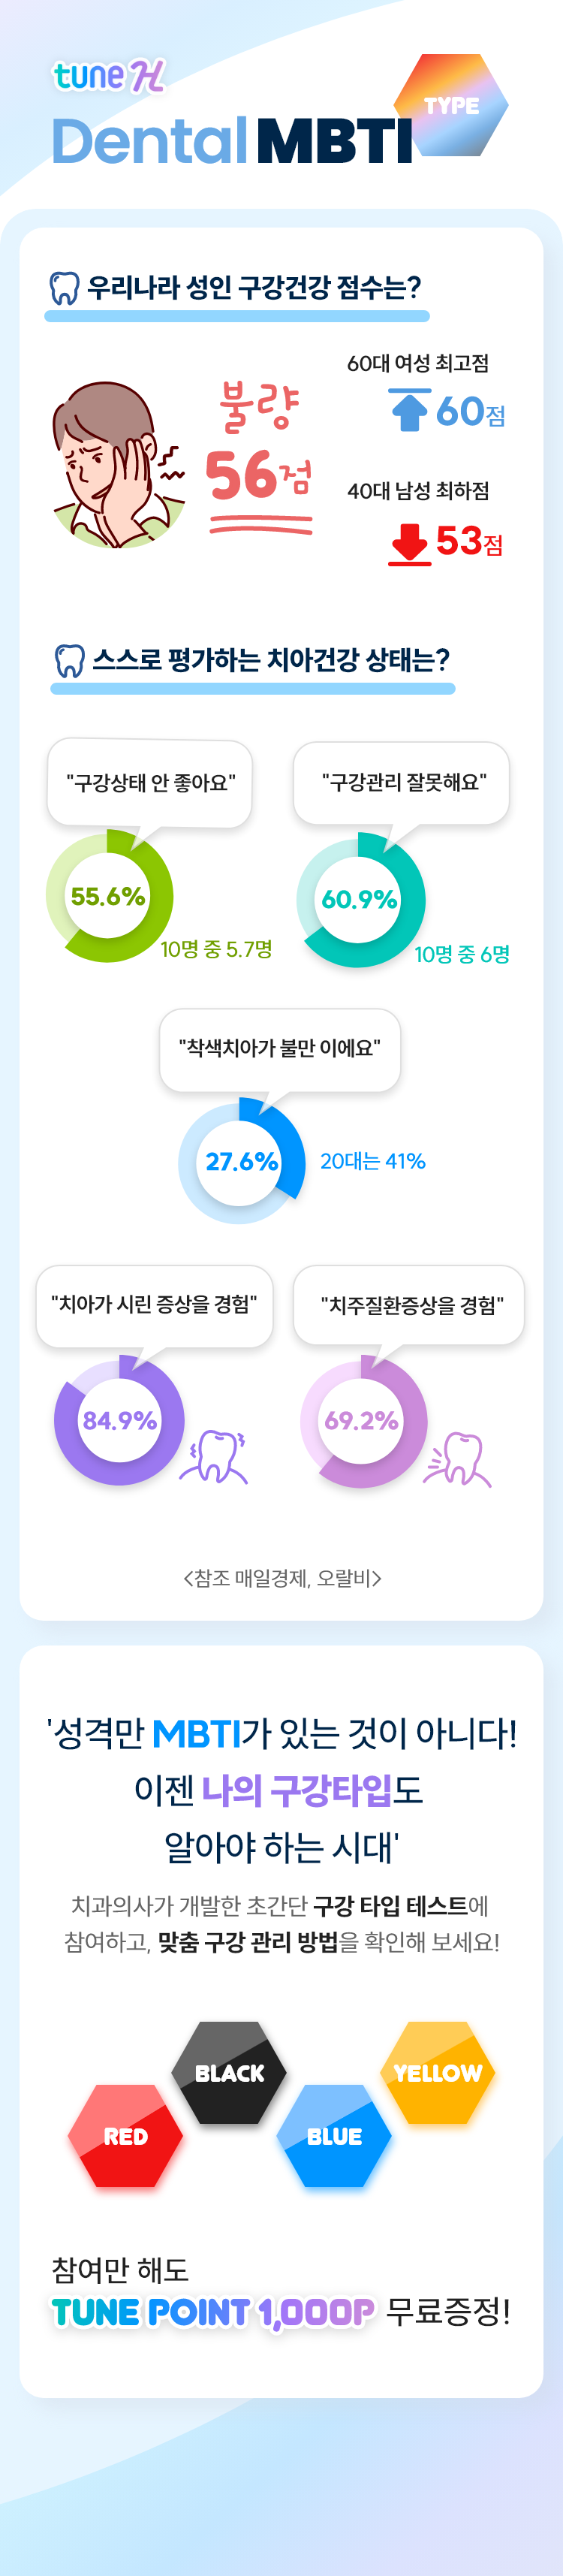 tune H
Dental MBTI
TYPE
우리나라 성인 구강건강 점수는?
불량
56점
60대 여성 최고점
60점
40대 남성 최하점
53점
스스로 평가하는 치아건강 상태는?
"구강상태 안 좋아요"
55.6%
10명 중 5.7명
"구강관리 잘못해요"
60.9%
10명 중 6명
"착색치아가 불만 이에요"
27.6%
20대는 41%
"치아가 시린 증상을 경험"
84.9%
"치주질환증상을 경험"
69.2%
<참조 매일경제, 오랄비>
'성격만 MBTI가 있는 것이 아니다!
이젠 나의 구강타입도
알아야 하는 시대'
치과의사가 개발한 초간단 구강 타입 테스트에
참여하고, 맞춤 구강 관리 방법을 확인해 보세요!
RED
BLACK
BLUE
YELLOW
참여만 해도
TUNE POINT 1,000P 무료증정!